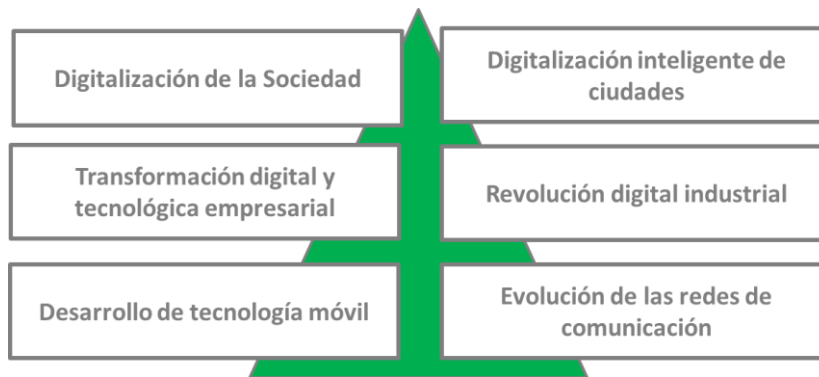 Digitalización de la Sociedad
Digitalización inteligente de
ciudades
Transformación digital y
tecnológica empresarial
Revolución digital industrial
Desarrollo de tecnología móvil
Evolución de las redes de
comunicación